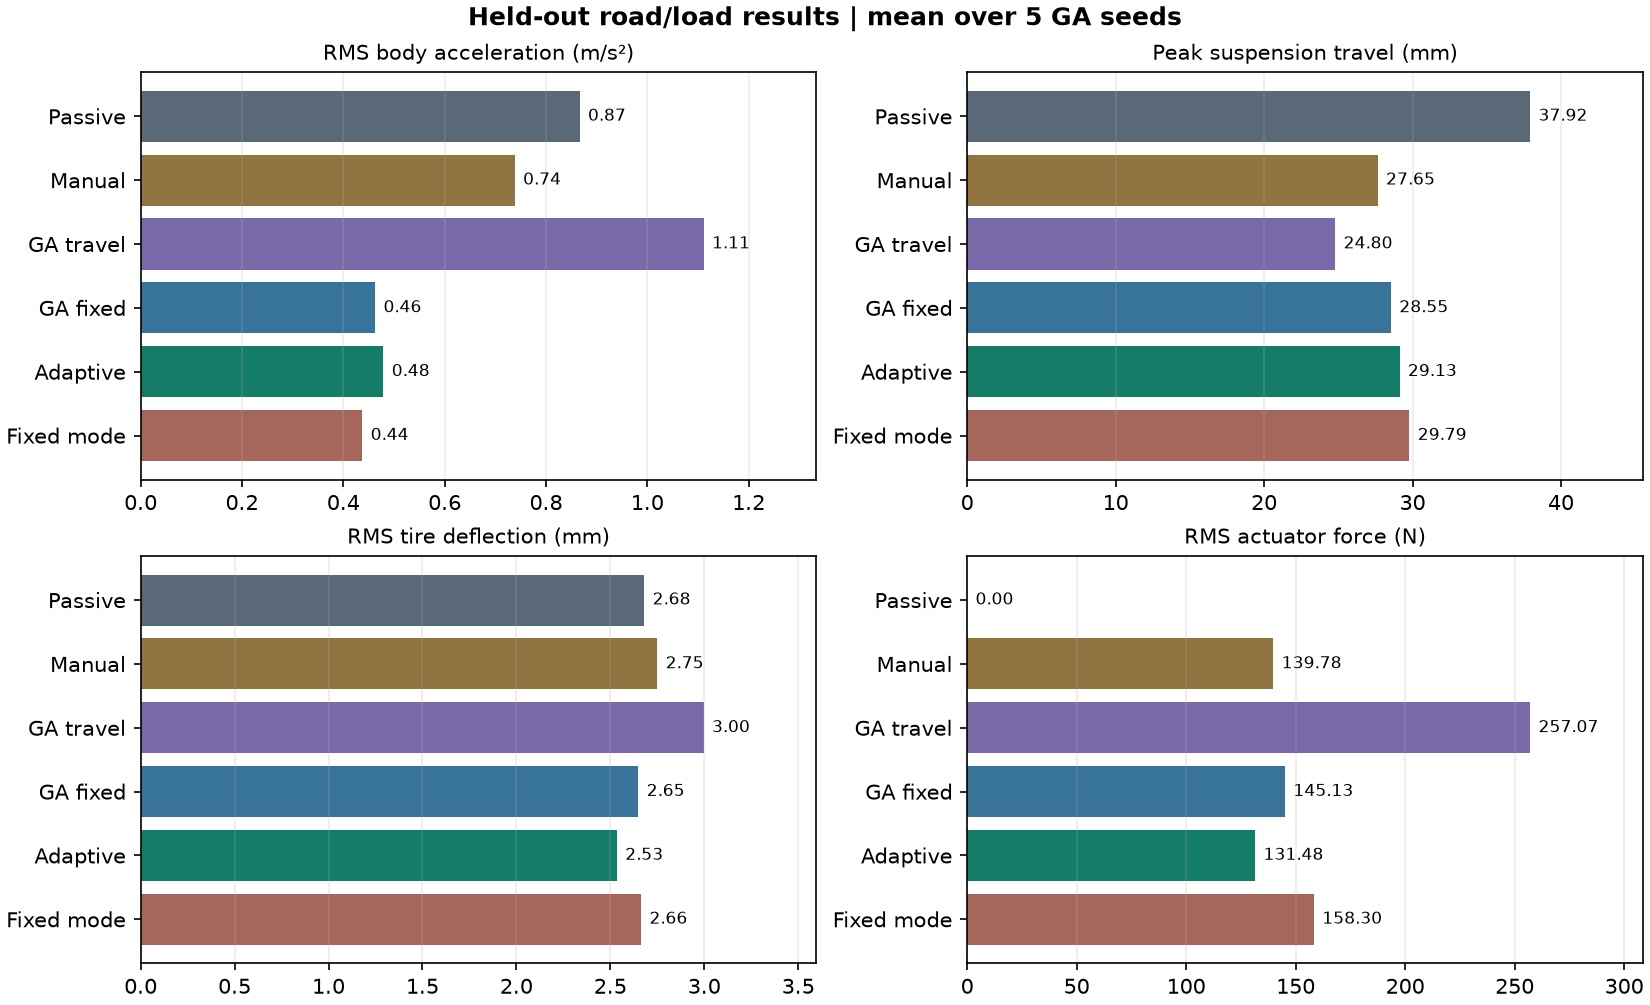 Held-out road/load results | mean over 5 GA seeds
RMS body acceleration (m/s²)
Passive
0.87
Manual
0.74
GA travel
1.11
GA fixed
0.46
Adaptive
0.48
Fixed mode
0.44
0.0 0.2 0.4 0.6 0.8 1.0 1.2
Peak suspension travel (mm)
Passive
37.92
Manual
27.65
GA travel
24.80
GA fixed
28.55
Adaptive
29.13
Fixed mode
29.79
0 10 20 30 40
RMS tire deflection (mm)
Passive
2.68
Manual
2.75
GA travel
3.00
GA fixed
2.65
Adaptive
2.53
Fixed mode
2.66
0.0 0.5 1.0 1.5 2.0 2.5 3.0 3.5
RMS actuator force (N)
Passive
0.00
Manual
139.78
GA travel
257.07
GA fixed
145.13
Adaptive
131.48
Fixed mode
158.30
0 50 100 150 200 250 300